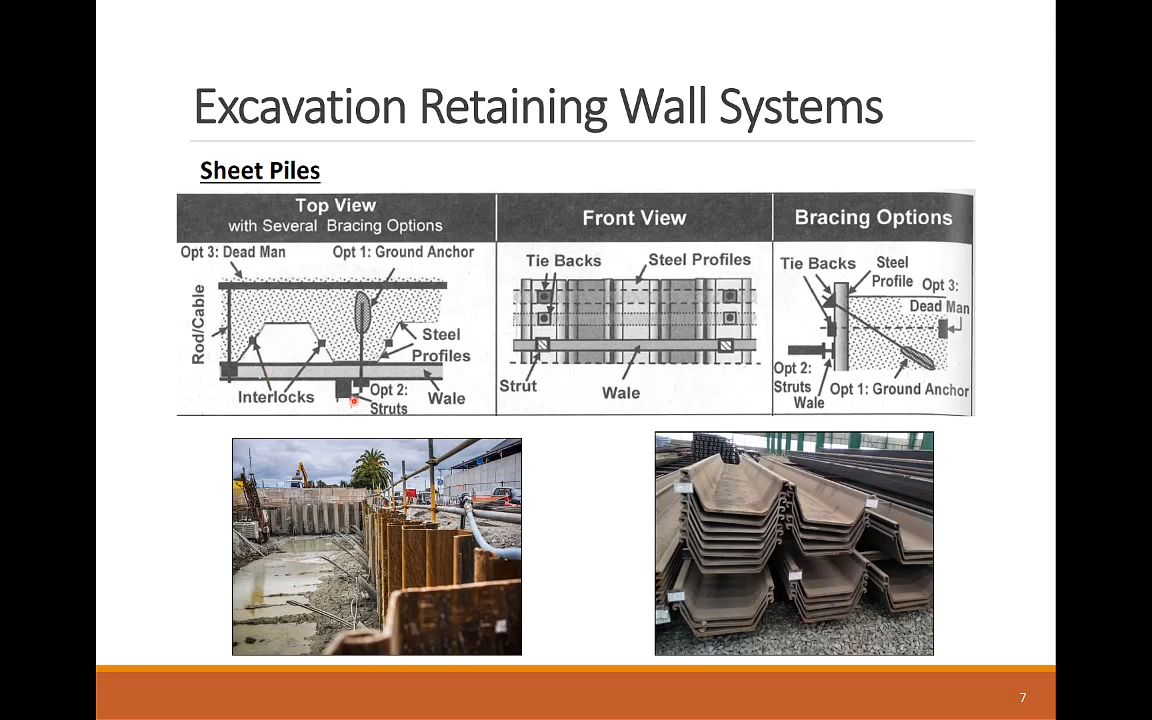 Excavation Retaining Wall Systems
Sheet Piles
Top View
with Several Bracing Options
Opt 3: Dead Man
Opt 1: Ground Anchor
Rod/Cable
Steel
Profiles
Interlocks
Opt 2:
Struts
Wale
Front View
Tie Backs
Steel Profiles
Strut
Wale
Bracing Options
Tie Backs
Steel
Profile
Opt 3:
Dead Man
Opt 2:
Struts
Wale
Opt 1: Ground Anchor
7